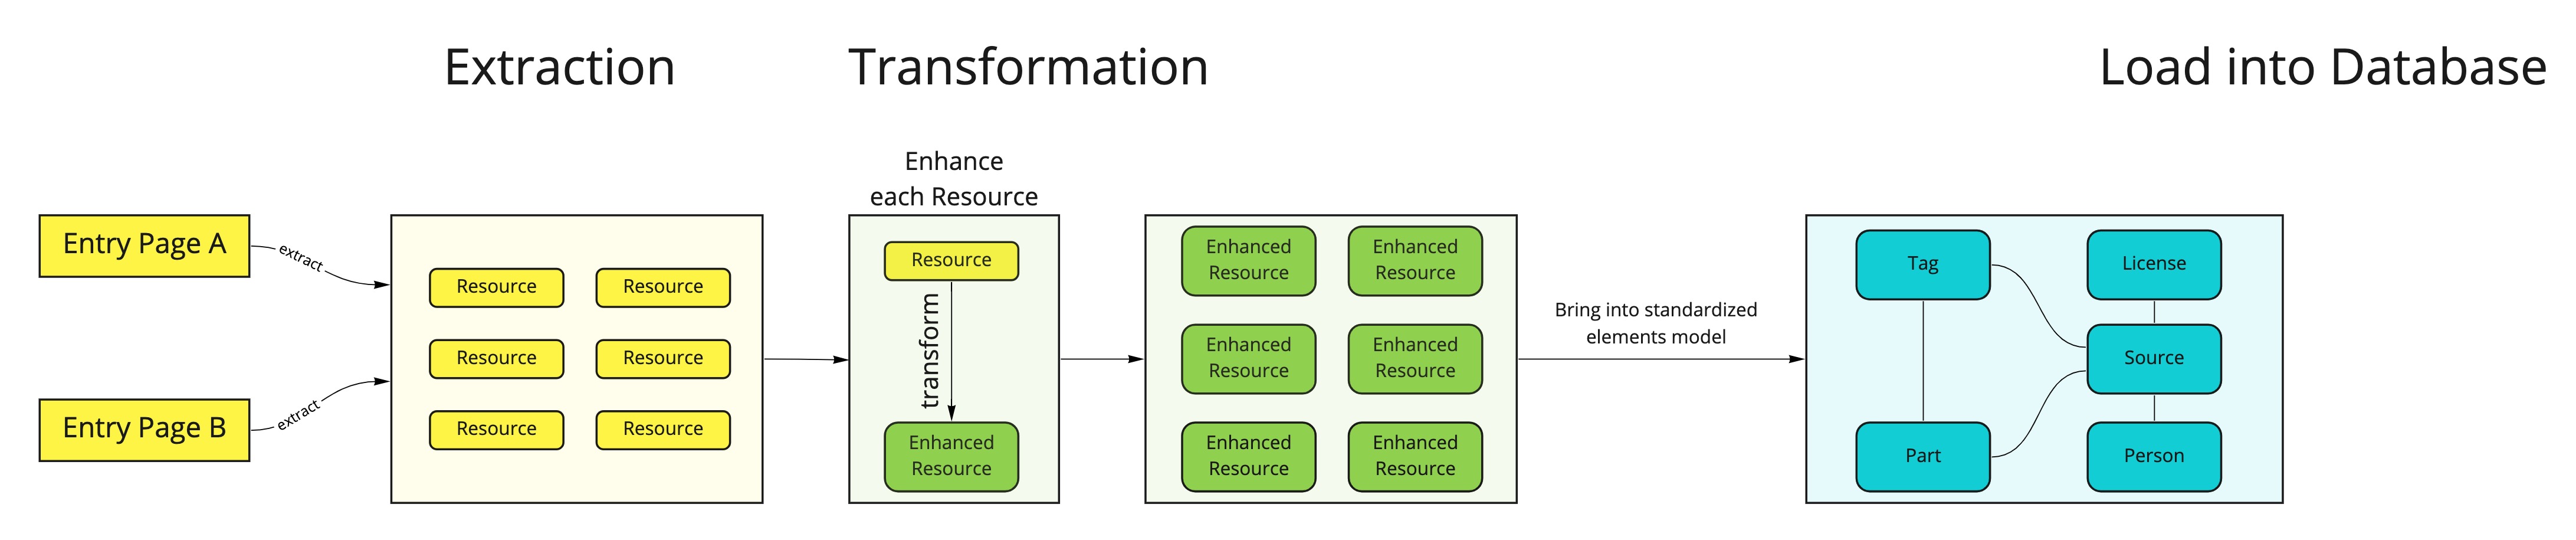 Extraction
Transformation
Load into Database
Enhance
each Resource
Entry Page A
extract
Entry Page B
extract
Resource
Resource
Resource
Resource
Resource
Resource
Resource
transform
Enhanced
Resource
Enhanced
Resource
Enhanced
Resource
Enhanced
Resource
Enhanced
Resource
Enhanced
Resource
Enhanced
Resource
Bring into standardized
elements model
Tag
License
Source
Part
Person